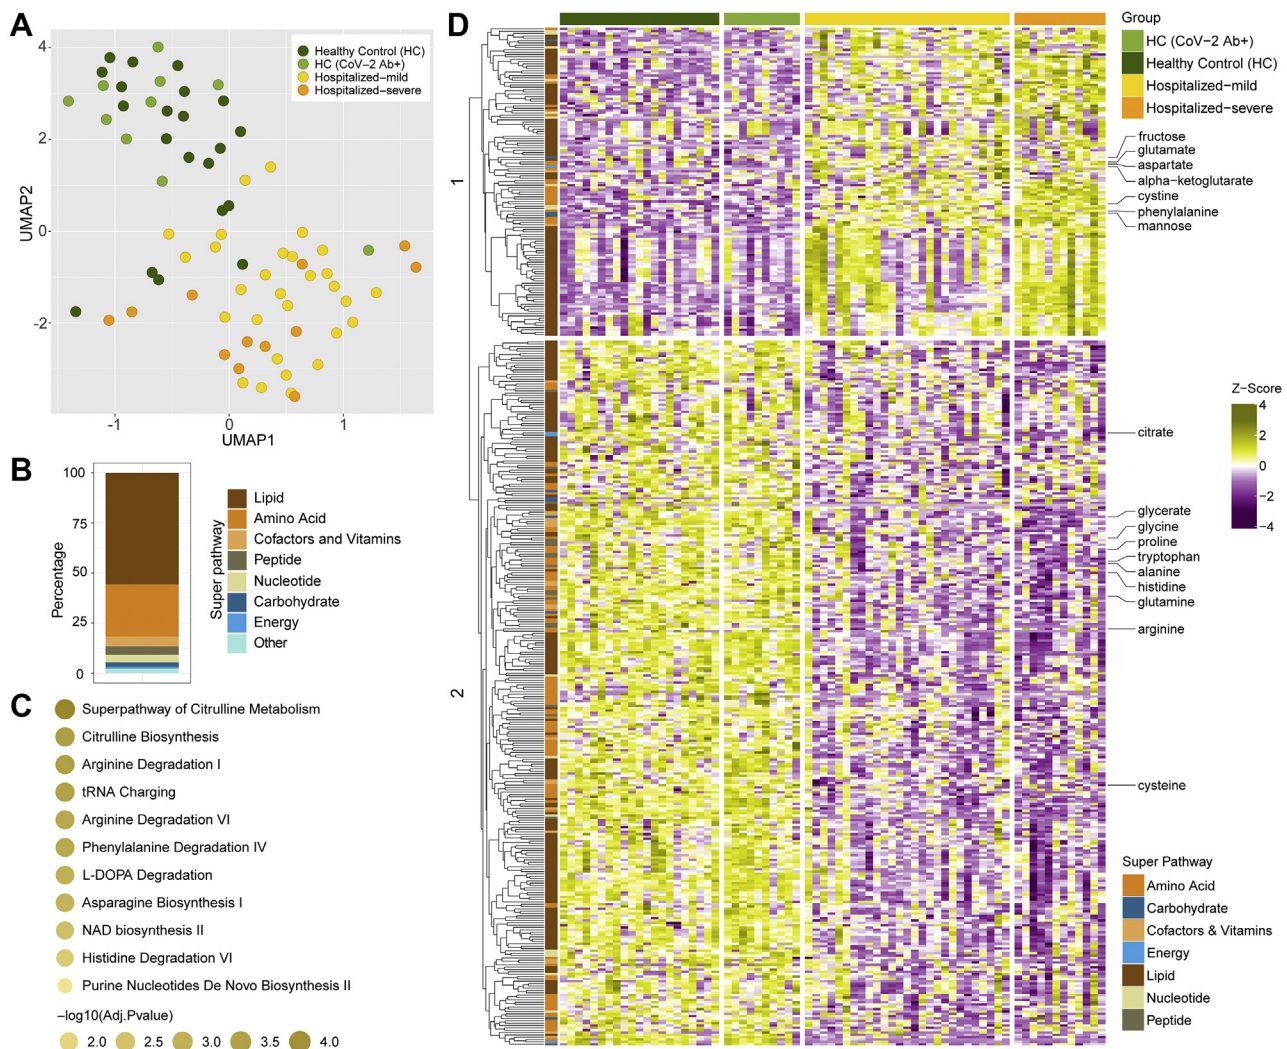 A
4
2
0
-2
UMAP2
-1
0
1
UMAP1
Healthy Control (HC)
HC (CoV−2 Ab+)
Hospitalized−mild
Hospitalized−severe
B
100
75
50
25
0
Percentage
Super pathway
Lipid
Amino Acid
Cofactors and Vitamins
Peptide
Nucleotide
Carbohydrate
Energy
Other
C
Superpathway of Citrulline Metabolism
Citrulline Biosynthesis
Arginine Degradation I
tRNA Charging
Arginine Degradation VI
Phenylalanine Degradation IV
L-DOPA Degradation
Asparagine Biosynthesis I
NAD biosynthesis II
Histidine Degradation VI
Purine Nucleotides De Novo Biosynthesis II
−log10(Adj.Pvalue)
2.0 2.5 3.0 3.5 4.0
D
1
2
Group
HC (CoV−2 Ab+)
Healthy Control (HC)
Hospitalized−mild
Hospitalized−severe
fructose
glutamate
aspartate
alpha−ketoglutarate
cystine
phenylalanine
mannose
Z−Score
4
2
0
−2
−4
citrate
glycerate
glycine
proline
tryptophan
alanine
histidine
glutamine
arginine
cysteine
Super Pathway
Amino Acid
Carbohydrate
Cofactors & Vitamins
Energy
Lipid
Nucleotide
Peptide